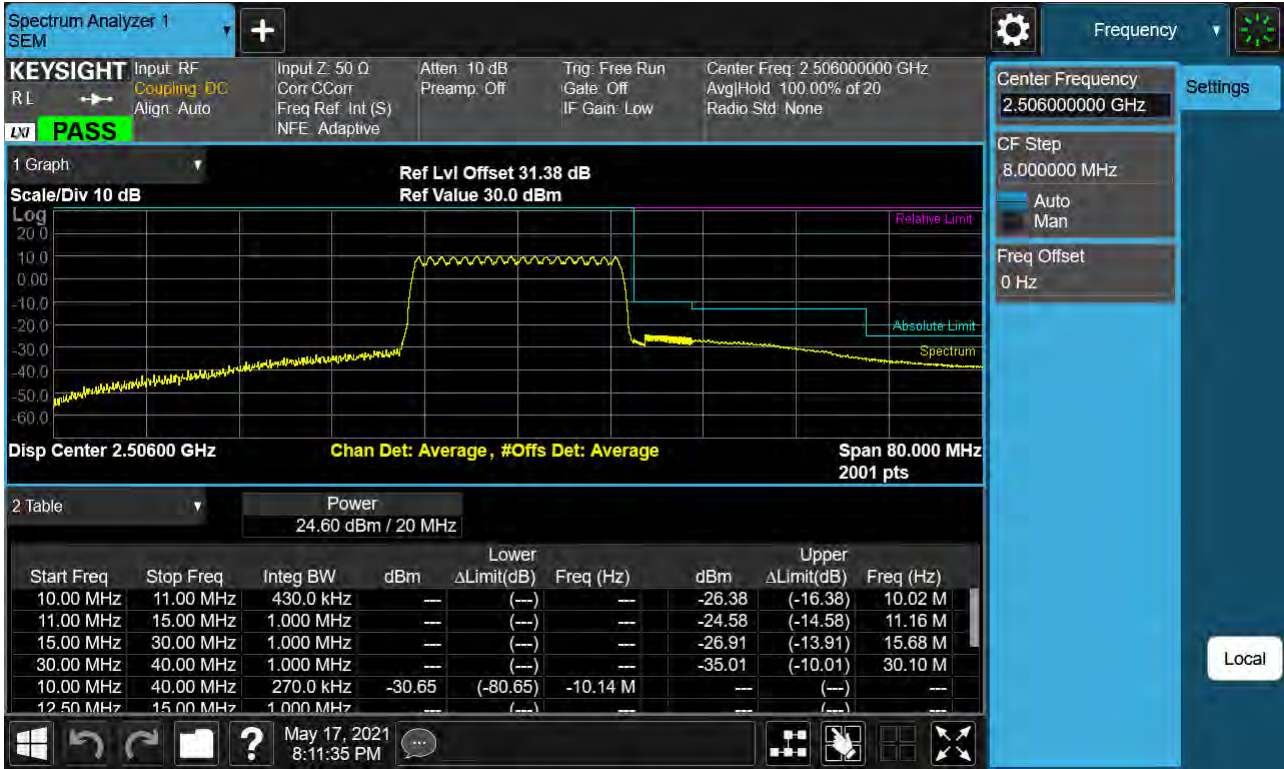 Spectrum Analyzer 1
SEM
Frequency
KEYSIGHT
Input: RF
Coupling: DC
Align: Auto
Input Z: 50 Ω
Corr CCorr
Freq Ref: Int (S)
NFE: Adaptive
Atten: 10 dB
Preamp: Off
Trig: Free Run
Gate: Off
IF Gain: Low
Center Freq: 2.506000000 GHz
Avg|Hold: 100.00% of 20
Radio Std: None
R L
LXI
PASS
Center Frequency
2.506000000 GHz
Settings
CF Step
8.000000 MHz
Auto
Man
Freq Offset
0 Hz
1 Graph
Ref Lvl Offset 31.38 dB
Scale/Div 10 dB
Ref Value 30.0 dBm
Log
20.0
10.0
0.00
-10.0
-20.0
-30.0
-40.0
-50.0
-60.0
Relative Limit
Absolute Limit
Spectrum
Disp Center 2.50600 GHz
Chan Det: Average , #Offs Det: Average
Span 80.000 MHz
2001 pts
2 Table
Power
24.60 dBm / 20 MHz
Lower Upper
Start Freq Stop Freq Integ BW dBm ΔLimit(dB) Freq (Hz) dBm ΔLimit(dB) Freq (Hz)
10.00 MHz 11.00 MHz 430.0 kHz --- (---) --- -26.38 (-16.38) 10.02 M
11.00 MHz 15.00 MHz 1.000 MHz --- (---) --- -24.58 (-14.58) 11.16 M
15.00 MHz 30.00 MHz 1.000 MHz --- (---) --- -26.91 (-13.91) 15.68 M
30.00 MHz 40.00 MHz 1.000 MHz --- (---) --- -35.01 (-10.01) 30.10 M
10.00 MHz 40.00 MHz 270.0 kHz -30.65 (-80.65) -10.14 M --- (---) ---
12.50 MHz 15.00 MHz 1.000 MHz --- (---) --- --- (---) ---
Local
?
May 17, 2021
8:11:35 PM